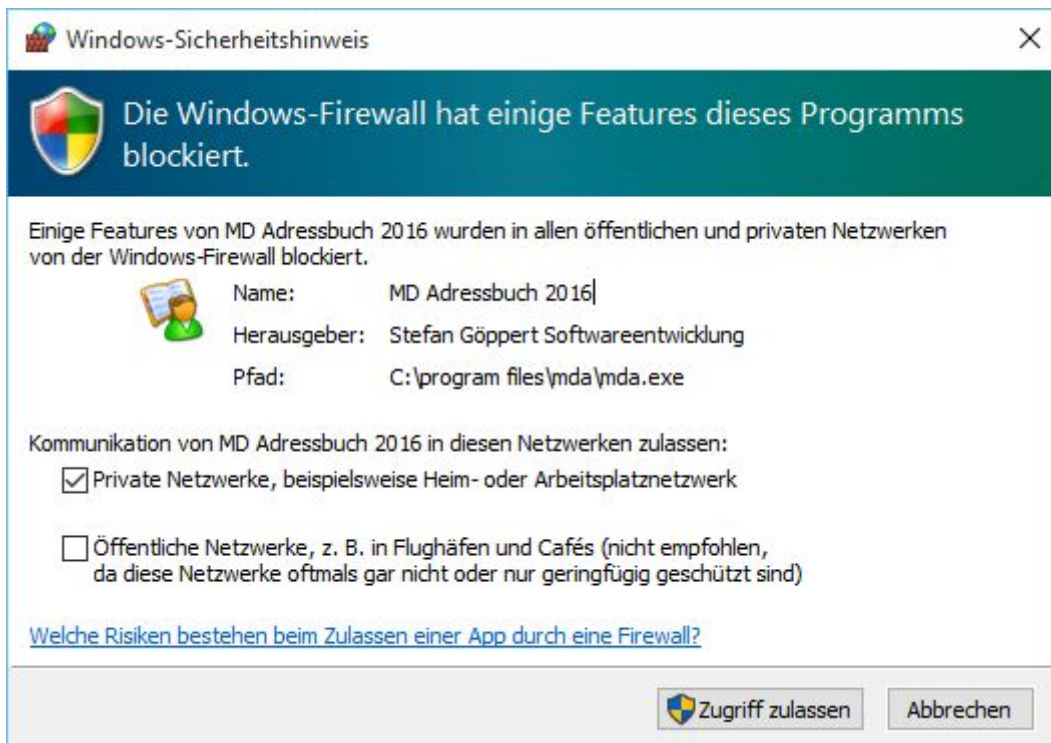 Windows-Sicherheitshinweis
Die Windows-Firewall hat einige Features dieses Programms
blockiert.
Einige Features von MD Adressbuch 2016 wurden in allen öffentlichen und privaten Netzwerken
von der Windows-Firewall blockiert.
Name: MD Adressbuch 2016
Herausgeber: Stefan Göppert Softwareentwicklung
Pfad: C:\program files\mda\mda.exe
Kommunikation von MD Adressbuch 2016 in diesen Netzwerken zulassen:
Private Netzwerke, beispielsweise Heim- oder Arbeitsplatznetzwerk
Öffentliche Netzwerke, z. B. in Flughäfen und Cafés (nicht empfohlen,
da diese Netzwerke oftmals gar nicht oder nur geringfügig geschützt sind)
Welche Risiken bestehen beim Zulassen einer App durch eine Firewall?
Zugriff zulassen Abbrechen